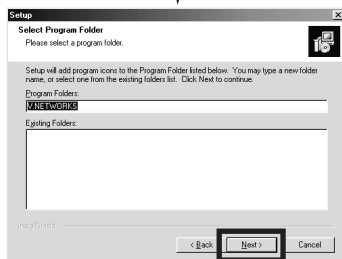 Setup
Select Program Folder
Please select a program folder.
Setup will add program icons to the Program Folder listed below. You may type a new folder
name, or select one from the existing folders list. Click Next to continue.
Program Folders:
V.NETWORKS
Existing Folders:
InstallShield
< Back
Next >
Cancel